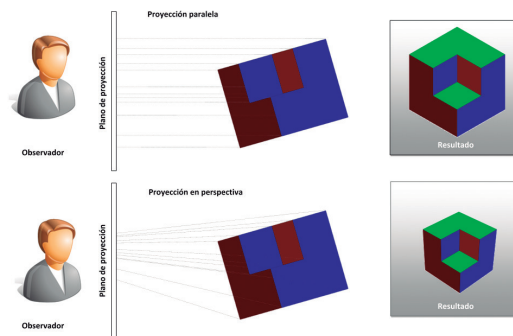 Proyección paralela
Plano de proyección
Observador
Resultado
Proyección en perspectiva
Plano de proyección
Observador
Resultado